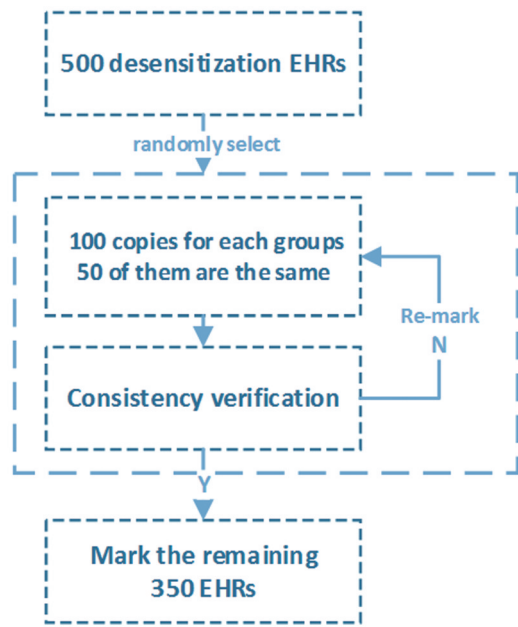 500 desensitization EHRs
randomly select
100 copies for each groups
50 of them are the same
Re-mark
N
Consistency verification
Y
Mark the remaining
350 EHRs